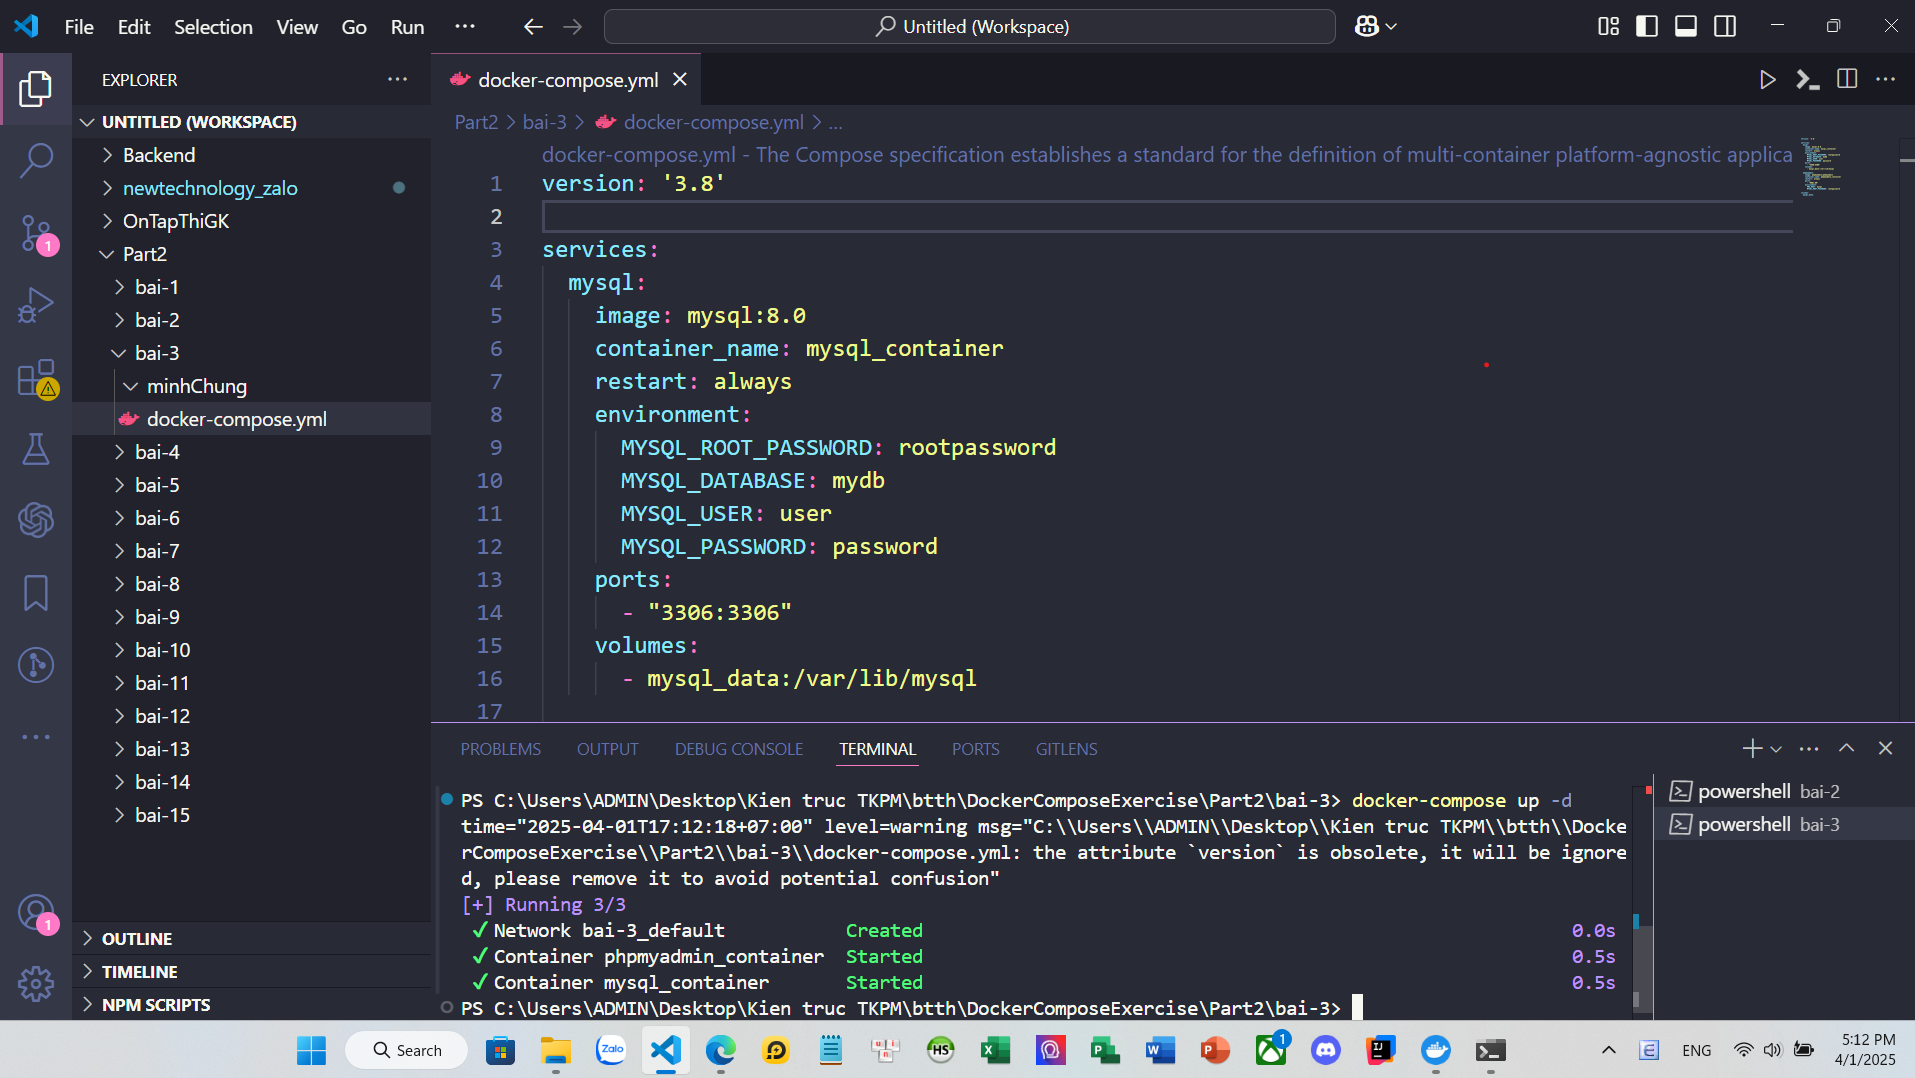 File Edit Selection View Go Run ···
Untitled (Workspace)
EXPLORER
UNTITLED (WORKSPACE)
Backend
newtechnology_zalo
OnTapThiGK
Part2
bai-1
bai-2
bai-3
minhChung
docker-compose.yml
bai-4
bai-5
bai-6
bai-7
bai-8
bai-9
bai-10
bai-11
bai-12
bai-13
bai-14
bai-15
OUTLINE
TIMELINE
NPM SCRIPTS
1
1
docker-compose.yml
Part2 > bai-3 > docker-compose.yml > ...
docker-compose.yml - The Compose specification establishes a standard for the definition of multi-container platform-agnostic applica
1 version: '3.8'
2
3 services:
4 mysql:
5 image: mysql:8.0
6 container_name: mysql_container
7 restart: always
8 environment:
9 MYSQL_ROOT_PASSWORD: rootpassword
10 MYSQL_DATABASE: mydb
11 MYSQL_USER: user
12 MYSQL_PASSWORD: password
13 ports:
14 - "3306:3306"
15 volumes:
16 - mysql_data:/var/lib/mysql
17
PROBLEMS OUTPUT DEBUG CONSOLE TERMINAL PORTS GITLENS
PS C:\Users\ADMIN\Desktop\Kien truc TKPM\btth\DockerComposeExercise\Part2\bai-3> docker-compose up -d
time="2025-04-01T17:12:18+07:00" level=warning msg="C:\\Users\\ADMIN\\Desktop\\Kien truc TKPM\\btth\\Docke
rComposeExercise\\Part2\\bai-3\\docker-compose.yml: the attribute `version` is obsolete, it will be ignore
d, please remove it to avoid potential confusion"
[+] Running 3/3
✓ Network bai-3_default Created 0.0s
✓ Container phpmyadmin_container Started 0.5s
✓ Container mysql_container Started 0.5s
PS C:\Users\ADMIN\Desktop\Kien truc TKPM\btth\DockerComposeExercise\Part2\bai-3>
powershell bai-2
powershell bai-3
Search
Zalo
HS
1
ENG
5:12 PM
4/1/2025